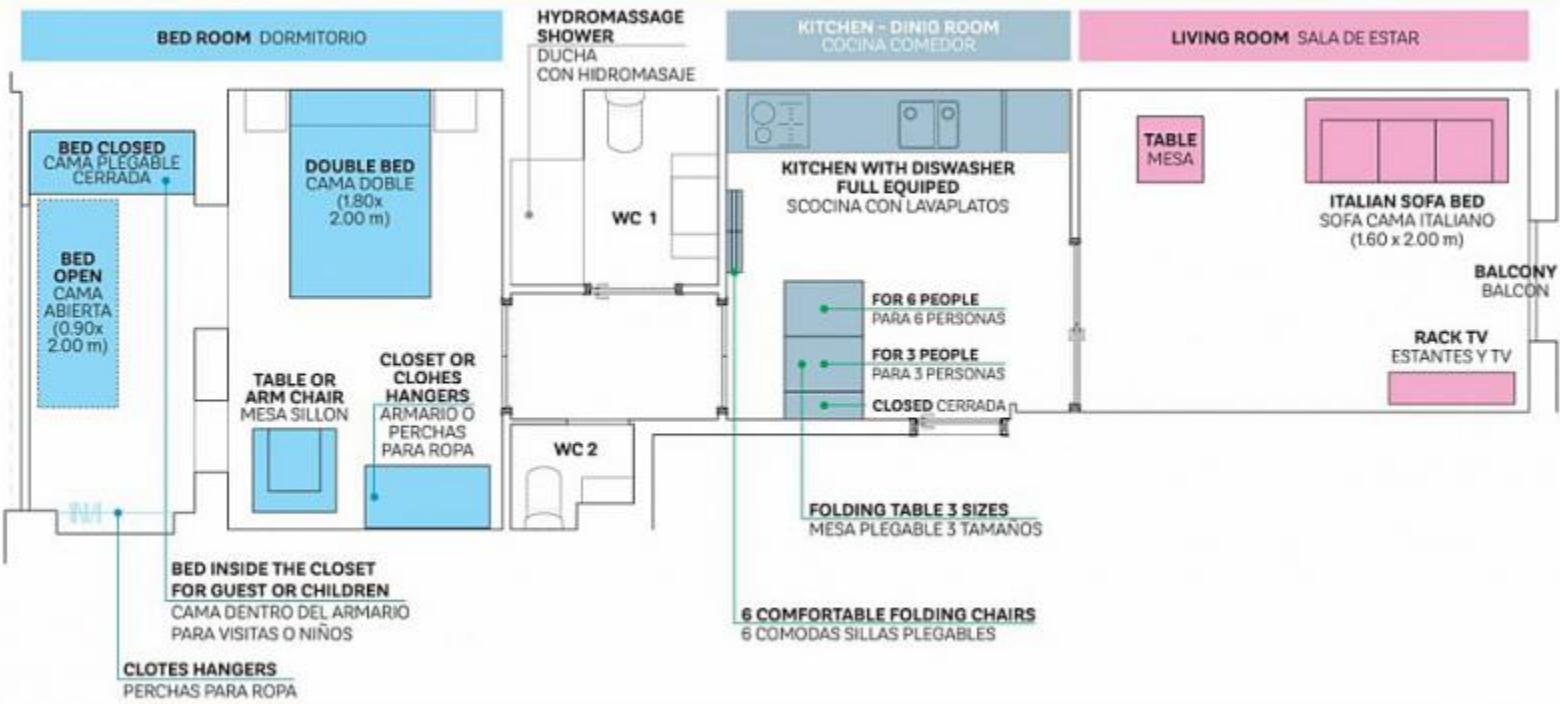 BED ROOM DORMITORIO
HYDROMASSAGE
SHOWER
DUCHA
CON HIDROMASAJE
KITCHEN - DINIG ROOM
COCINA COMEDOR
LIVING ROOM SALA DE ESTAR
BED CLOSED
CAMA PLEGABLE
CERRADA
BED
OPEN
CAMA
ABIERTA
(0.90x
2.00 m)
DOUBLE BED
CAMA DOBLE
(1.80x
2.00 m)
TABLE OR
ARM CHAIR
MESA SILLON
CLOSET OR
CLOHES
HANGERS
ARMARIO O
PERCHAS
PARA ROPA
WC 1
WC 2
KITCHEN WITH DISWASHER
FULL EQUIPED
SCOCINA CON LAVAPLATOS
FOR 6 PEOPLE
PARA 6 PERSONAS
FOR 3 PEOPLE
PARA 3 PERSONAS
CLOSED CERRADA
TABLE
MESA
ITALIAN SOFA BED
SOFA CAMA ITALIANO
(1.60 x 2.00 m)
BALCONY
BALCON
RACK TV
ESTANTES Y TV
FOLDING TABLE 3 SIZES
MESA PLEGABLE 3 TAMAÑOS
BED INSIDE THE CLOSET
FOR GUEST OR CHILDREN
CAMA DENTRO DEL ARMARIO
PARA VISITAS O NIÑOS
6 COMFORTABLE FOLDING CHAIRS
6 COMODAS SILLAS PLEGABLES
CLOTES HANGERS
PERCHAS PARA ROPA